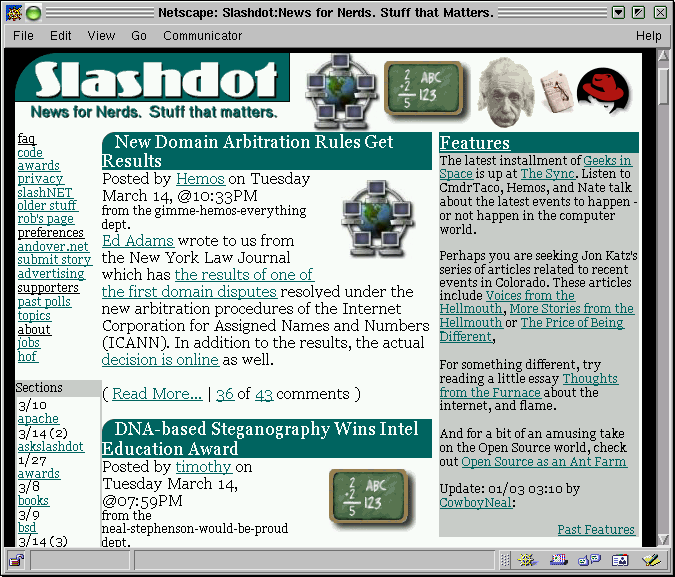 Netscape: Slashdot:News for Nerds. Stuff that Matters.
File Edit View Go Communicator Help
Slashdot
News for Nerds. Stuff that matters.
2 ABC
+2 123
5
faq
code
awards
privacy
slashNET
older stuff
rob's page
preferences
andover.net
submit story
advertising
supporters
past polls
topics
about
jobs
hof
Sections
3/10
apache
3/14 (2)
askslashdot
1/27
awards
3/8
books
3/9
bsd
3/14 (3)
New Domain Arbitration Rules Get
Results
Posted by Hemos on Tuesday
March 14, @10:33PM
from the gimme-hemos-everything
dept.
Ed Adams wrote to us from
the New York Law Journal
which has the results of one of
the first domain disputes resolved under the
new arbitration procedures of the Internet
Corporation for Assigned Names and Numbers
(ICANN). In addition to the results, the actual
decision is online as well.
( Read More... | 36 of 43 comments )
DNA-based Steganography Wins Intel
Education Award
Posted by timothy on
Tuesday March 14,
@07:59PM
from the
neal-stephenson-would-be-proud
dept.
2 ABC
+2 123
5
Features
The latest installment of Geeks in
Space is up at The Sync. Listen to
CmdrTaco, Hemos, and Nate talk
about the latest events to happen -
or not happen in the computer
world.
Perhaps you are seeking Jon Katz's
series of articles related to recent
events in Colorado. These articles
include Voices from the
Hellmouth, More Stories from the
Hellmouth or The Price of Being
Different,
For something different, try
reading a little essay Thoughts
from the Furnace about the
internet, and flame.
And for a bit of an amusing take
on the Open Source world, check
out Open Source as an Ant Farm
Update: 01/03 03:10 by
CowboyNeal:
Past Features